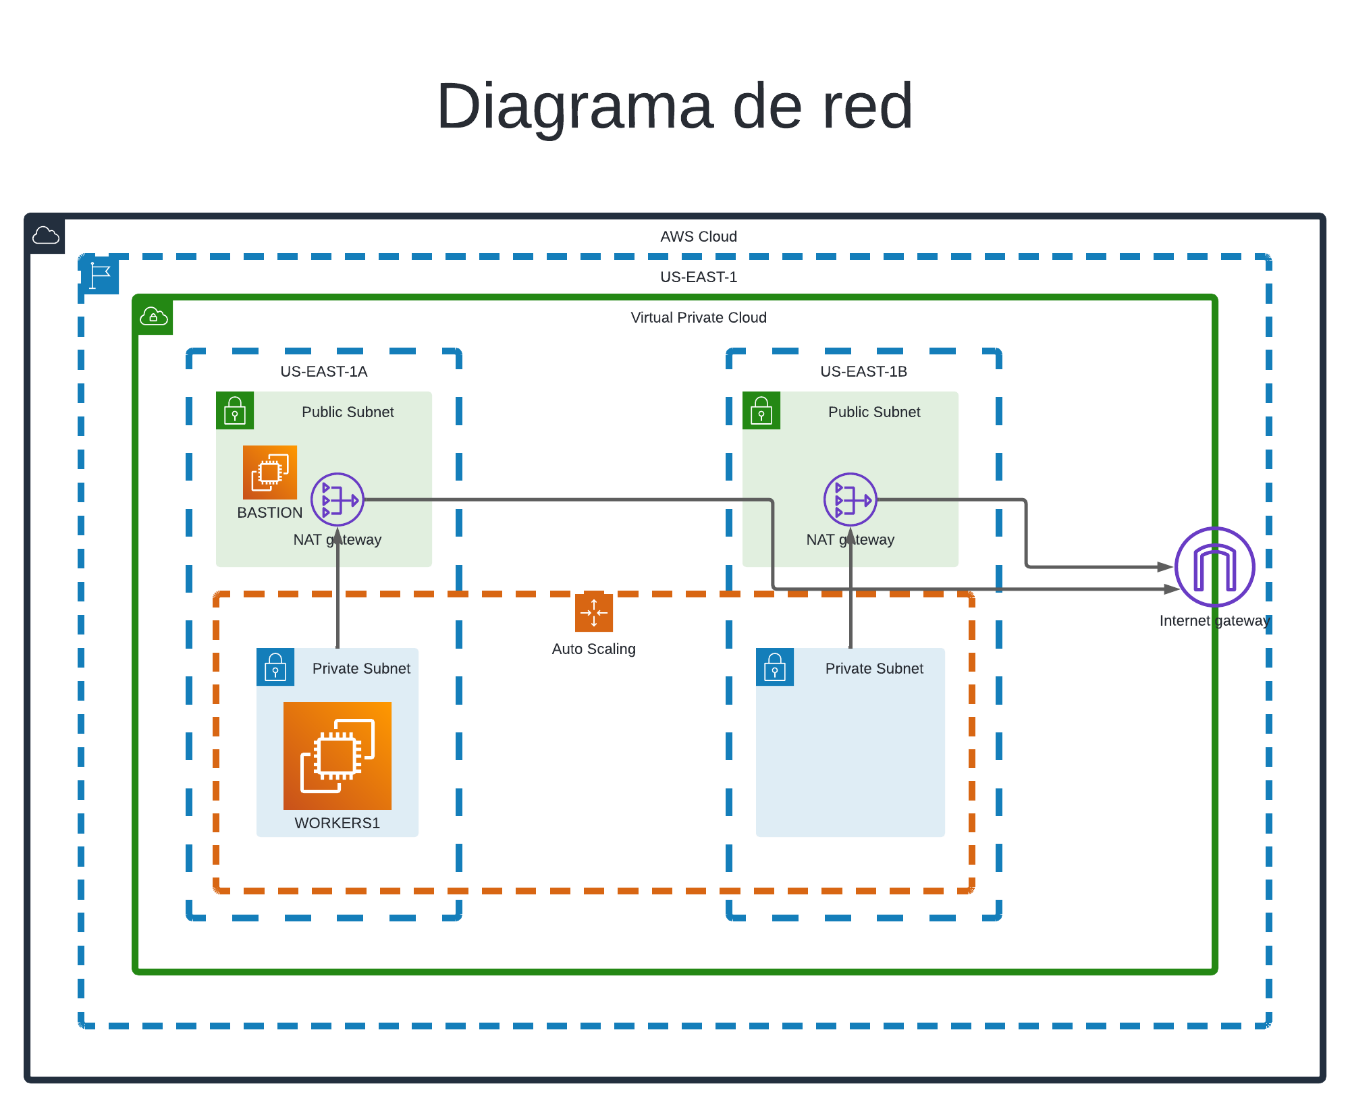 Diagrama de red
AWS Cloud
US-EAST-1
Virtual Private Cloud
US-EAST-1A
US-EAST-1B
Public Subnet
Public Subnet
BASTION
NAT gateway
NAT gateway
Internet gateway
Auto Scaling
Private Subnet
Private Subnet
WORKERS1